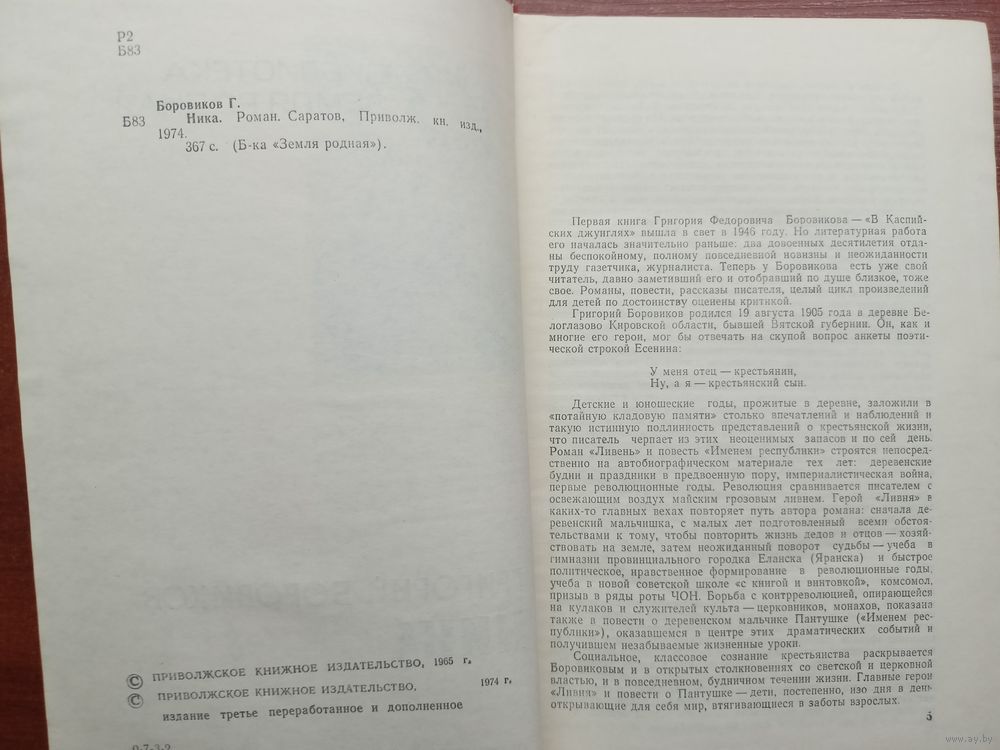 Р2
Б83
Боровиков Г.
Б83 Ника. Роман. Саратов, Приволж. кн. изд.,
1974.
367 с. (Б-ка «Земля родная»).
© ПРИВОЛЖСКОЕ КНИЖНОЕ ИЗДАТЕЛЬСТВО, 1965 г.
© ПРИВОЛЖСКОЕ КНИЖНОЕ ИЗДАТЕЛЬСТВО, 1974 г.
издание третье переработанное и дополненное
0-7-3-2
Первая книга Григория Федоровича Боровикова — «В Каспий-
ских джунглях» вышла в свет в 1946 году. Но литературная работа
его началась значительно раньше: два довоенных десятилетия отда-
ны беспокойному, полному повседневной новизны и неожиданности
труду газетчика, журналиста. Теперь у Боровикова есть уже свой
читатель, давно заметивший его и отобравший по душе близкое, тоже
свое. Романы, повести, рассказы писателя, целый цикл произведений
для детей по достоинству оценены критикой.
Григорий Боровиков родился 19 августа 1905 года в деревне Бе-
логлазово Кировской области, бывшей Вятской губернии. Он, как и
многие его герои, мог бы отвечать на скупой вопрос анкеты поэти-
ческой строкой Есенина:
У меня отец — крестьянин,
Ну, а я — крестьянский сын.
Детские и юношеские годы, прожитые в деревне, заложили в
«потайную кладовую памяти» столько впечатлений и наблюдений и
такую истинную подлинность представлений о крестьянской жизни,
что писатель черпает из этих неоценимых запасов и по сей день.
Роман «Ливень» и повесть «Именем республики» строятся непосред-
ственно на автобиографическом материале тех лет: деревенские
будни и праздники в предвоенную пору, империалистическая война,
первые революционные годы. Революция сравнивается писателем с
освежающим воздух майским грозовым ливнем. Герой «Ливня» в
каких-то главных вехах повторяет путь автора романа: сначала де-
ревенский мальчишка, с малых лет подготовленный всеми обстоя-
тельствами к тому, чтобы повторить жизнь дедов и отцов — хозяй-
ствовать на земле, затем неожиданный поворот судьбы — учеба в
гимназии провинциального городка Еланска (Яранска) и быстрое
политическое, нравственное формирование в революционные годы,
учеба в новой советской школе «с книгой и винтовкой», комсомол,
призыв в ряды роты ЧОН. Борьба с контрреволюцией, опирающейся
на кулаков и служителей культа — церковников, монахов, показана
также в повести о деревенском мальчике Пантушке («Именем рес-
публики»), оказавшемся в центре этих драматических событий и
получившем незабываемые жизненные уроки.
Социальное, классовое сознание крестьянства раскрывается
Боровиковым и в открытых столкновениях со светской и церковной
властью, и в повседневном, будничном течении жизни. Главные герои
«Ливня» и повести о Пантушке — дети, постепенно, изо дня в день
открывающие для себя мир, втягивающиеся в заботы взрослых.
5
www.ay.by